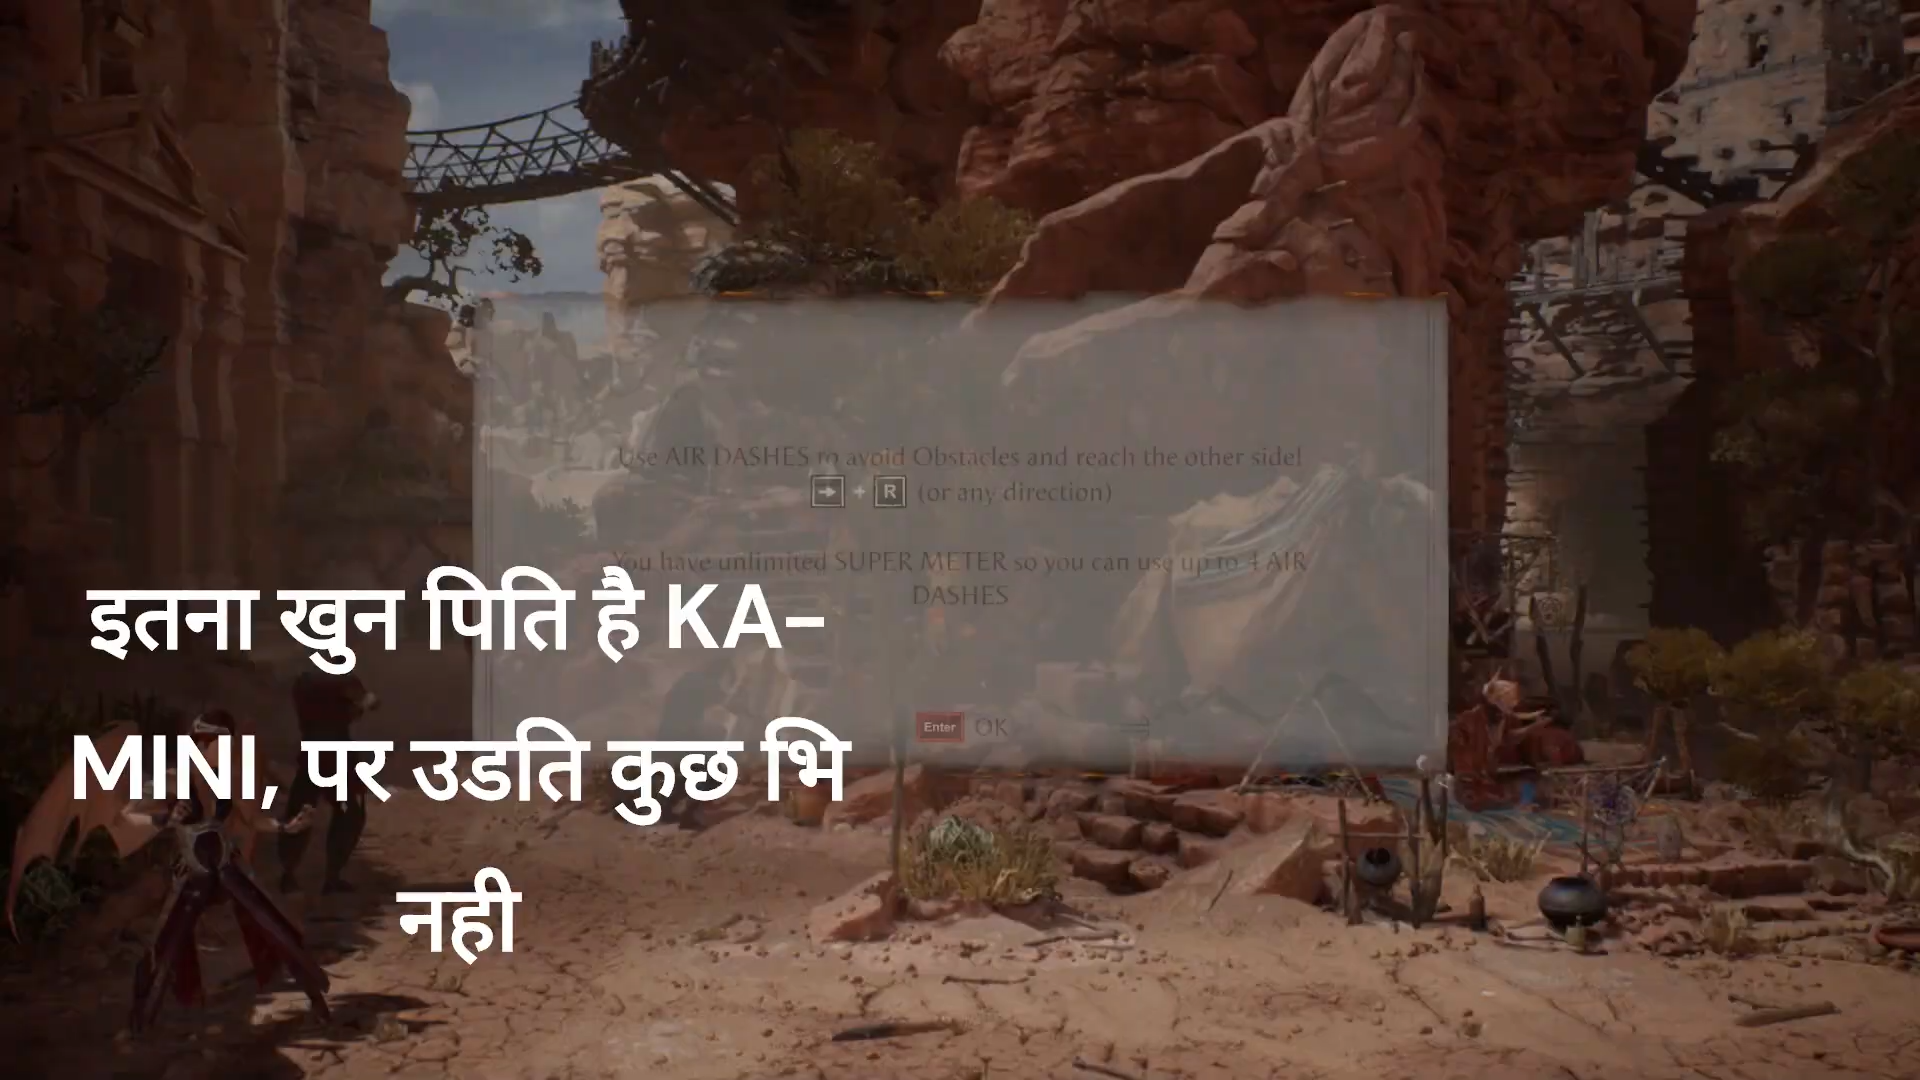 Use AIR DASHES to avoid Obstacles and reach the other side!
+ R (or any direction)
You have unlimited SUPER METER so you can use up to 4 AIR
DASHES
इतना खुन पिति है KA-
MINI, पर उडति कुछ भि
नही
Enter OK